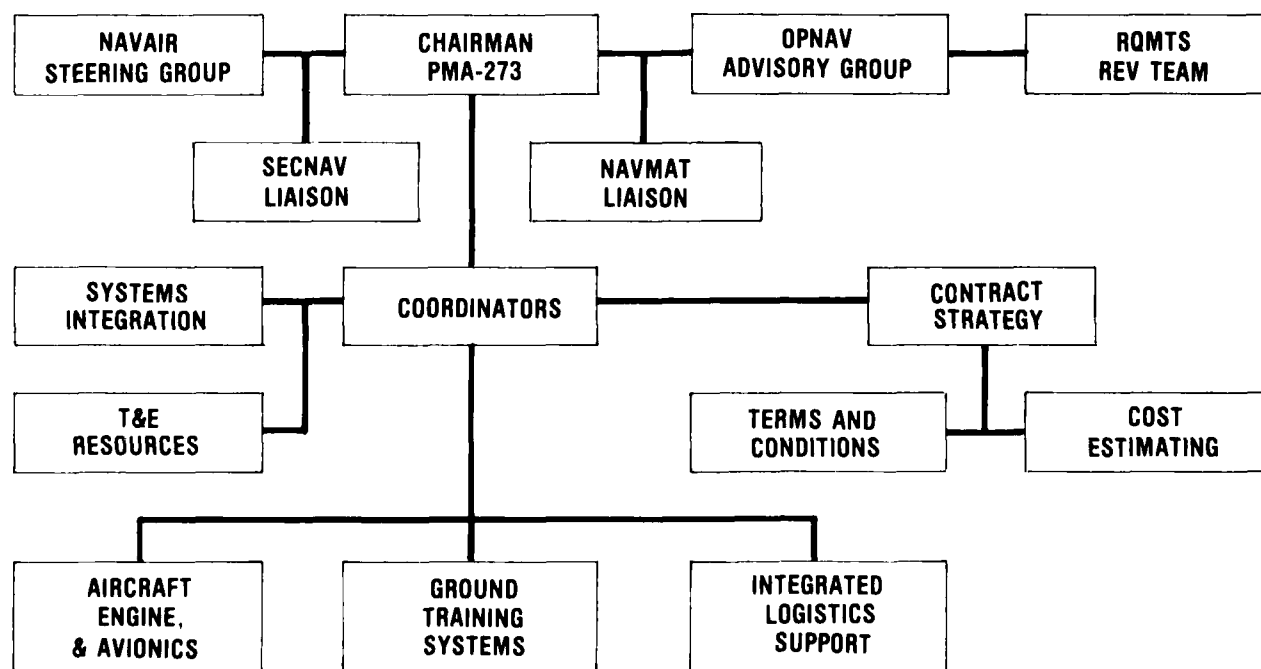 NAVAIR
STEERING GROUP
CHAIRMAN
PMA-273
OPNAV
ADVISORY GROUP
RQMTS
REV TEAM
SECNAV
LIAISON
NAVMAT
LIAISON
SYSTEMS
INTEGRATION
COORDINATORS
CONTRACT
STRATEGY
T&E
RESOURCES
TERMS AND
CONDITIONS
COST
ESTIMATING
AIRCRAFT
ENGINE,
& AVIONICS
GROUND
TRAINING
SYSTEMS
INTEGRATED
LOGISTICS
SUPPORT